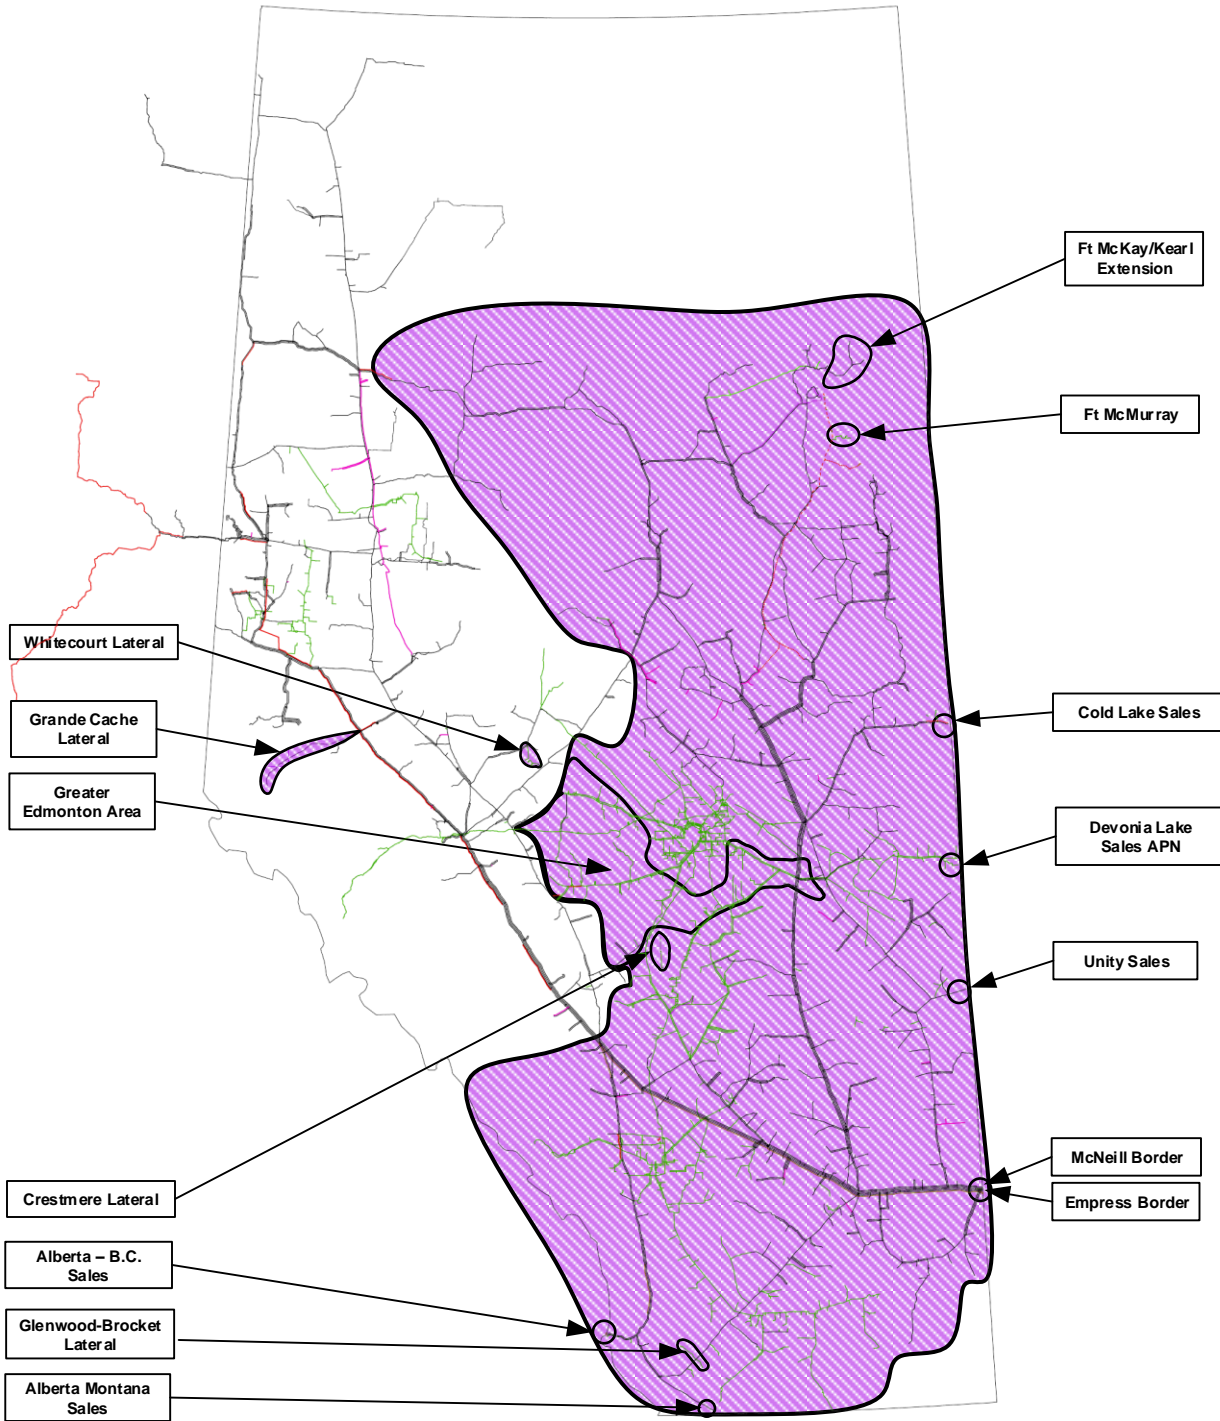 Ft McKay/Kearl
Extension
Ft McMurray
Whitecourt Lateral
Grande Cache
Lateral
Cold Lake Sales
Greater
Edmonton Area
Devonia Lake
Sales APN
Unity Sales
McNeill Border
Crestmere Lateral
Empress Border
Alberta – B.C.
Sales
Glenwood-Brocket
Lateral
Alberta Montana
Sales